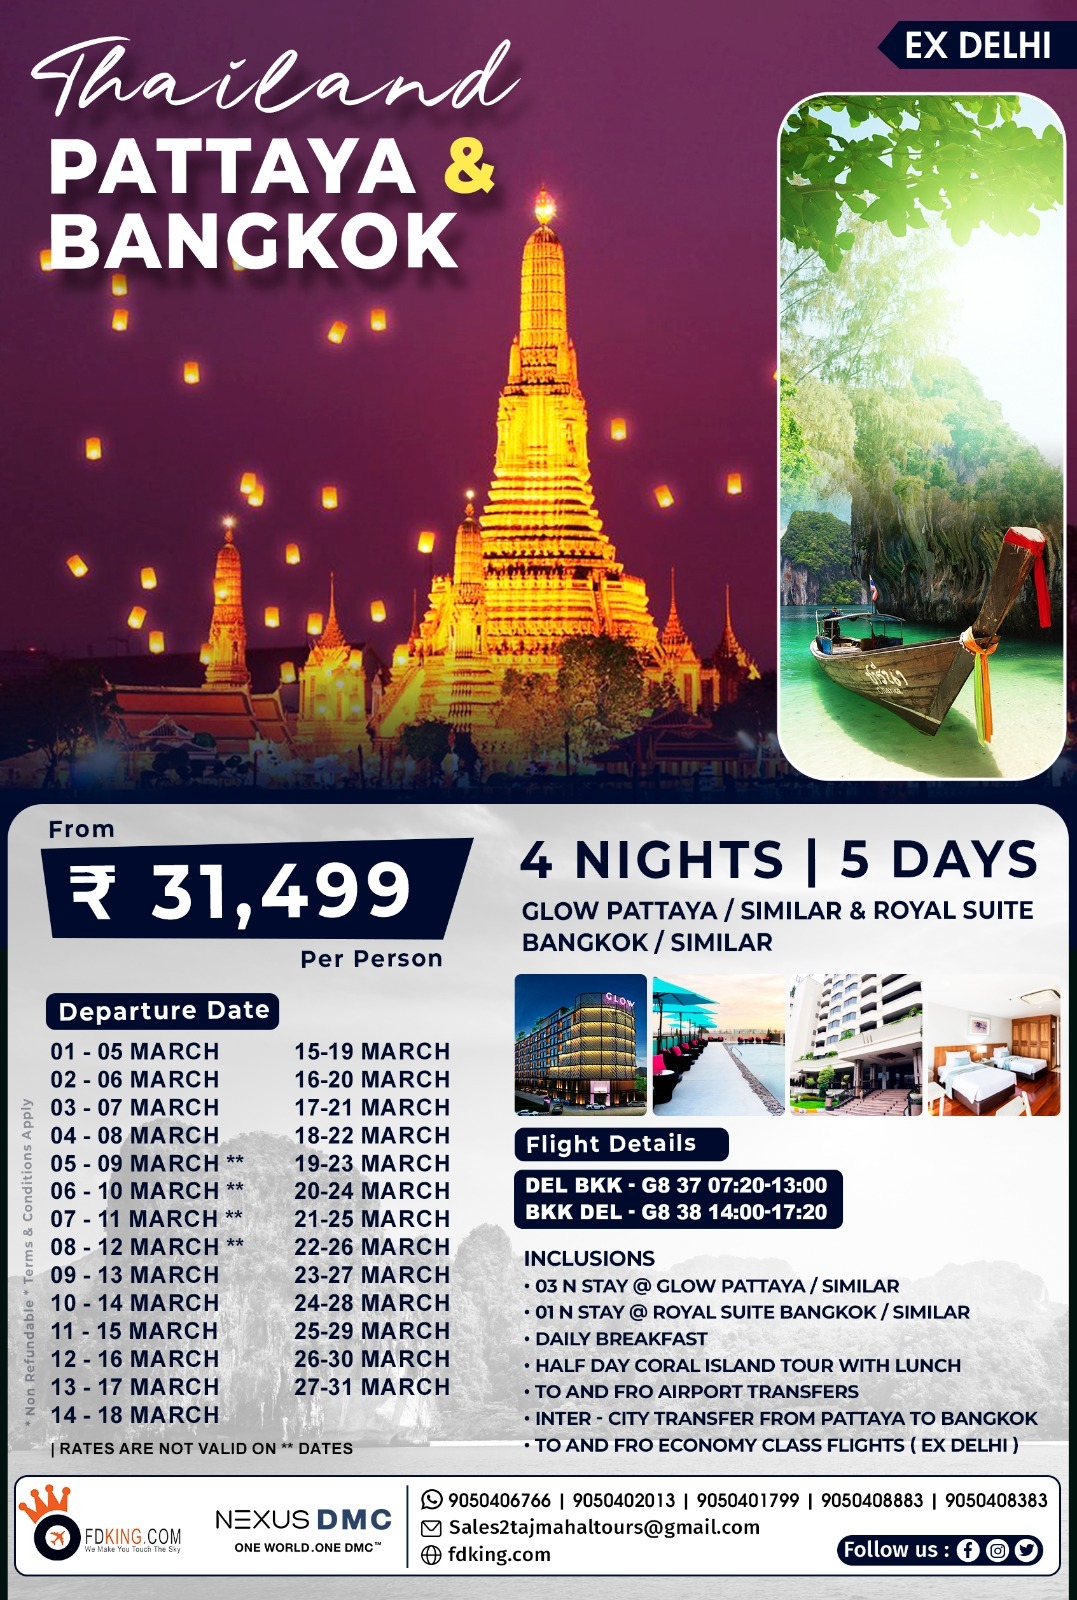 EX DELHI
Thailand
PATTAYA &
BANGKOK
From
₹ 31,499
Per Person
Departure Date
01 - 05 MARCH
02 - 06 MARCH
03 - 07 MARCH
04 - 08 MARCH
05 - 09 MARCH **
06 - 10 MARCH **
07 - 11 MARCH **
08 - 12 MARCH **
09 - 13 MARCH
10 - 14 MARCH
11 - 15 MARCH
12 - 16 MARCH
13 - 17 MARCH
14 - 18 MARCH
15-19 MARCH
16-20 MARCH
17-21 MARCH
18-22 MARCH
19-23 MARCH
20-24 MARCH
21-25 MARCH
22-26 MARCH
23-27 MARCH
24-28 MARCH
25-29 MARCH
26-30 MARCH
27-31 MARCH
| RATES ARE NOT VALID ON ** DATES
* Non Refundable * Terms & Conditions Apply
4 NIGHTS | 5 DAYS
GLOW PATTAYA / SIMILAR & ROYAL SUITE
BANGKOK / SIMILAR
GLOW
Flight Details
DEL BKK - G8 37 07:20-13:00
BKK DEL - G8 38 14:00-17:20
INCLUSIONS
• 03 N STAY @ GLOW PATTAYA / SIMILAR
• 01 N STAY @ ROYAL SUITE BANGKOK / SIMILAR
• DAILY BREAKFAST
• HALF DAY CORAL ISLAND TOUR WITH LUNCH
• TO AND FRO AIRPORT TRANSFERS
• INTER - CITY TRANSFER FROM PATTAYA TO BANGKOK
• TO AND FRO ECONOMY CLASS FLIGHTS ( EX DELHI )
FDKING.COM
We Make You Touch The Sky
NEXUS DMC
ONE WORLD.ONE DMC™
9050406766 | 9050402013 | 9050401799 | 9050408883 | 9050408383
Sales2tajmahaltours@gmail.com
fdking.com
Follow us :